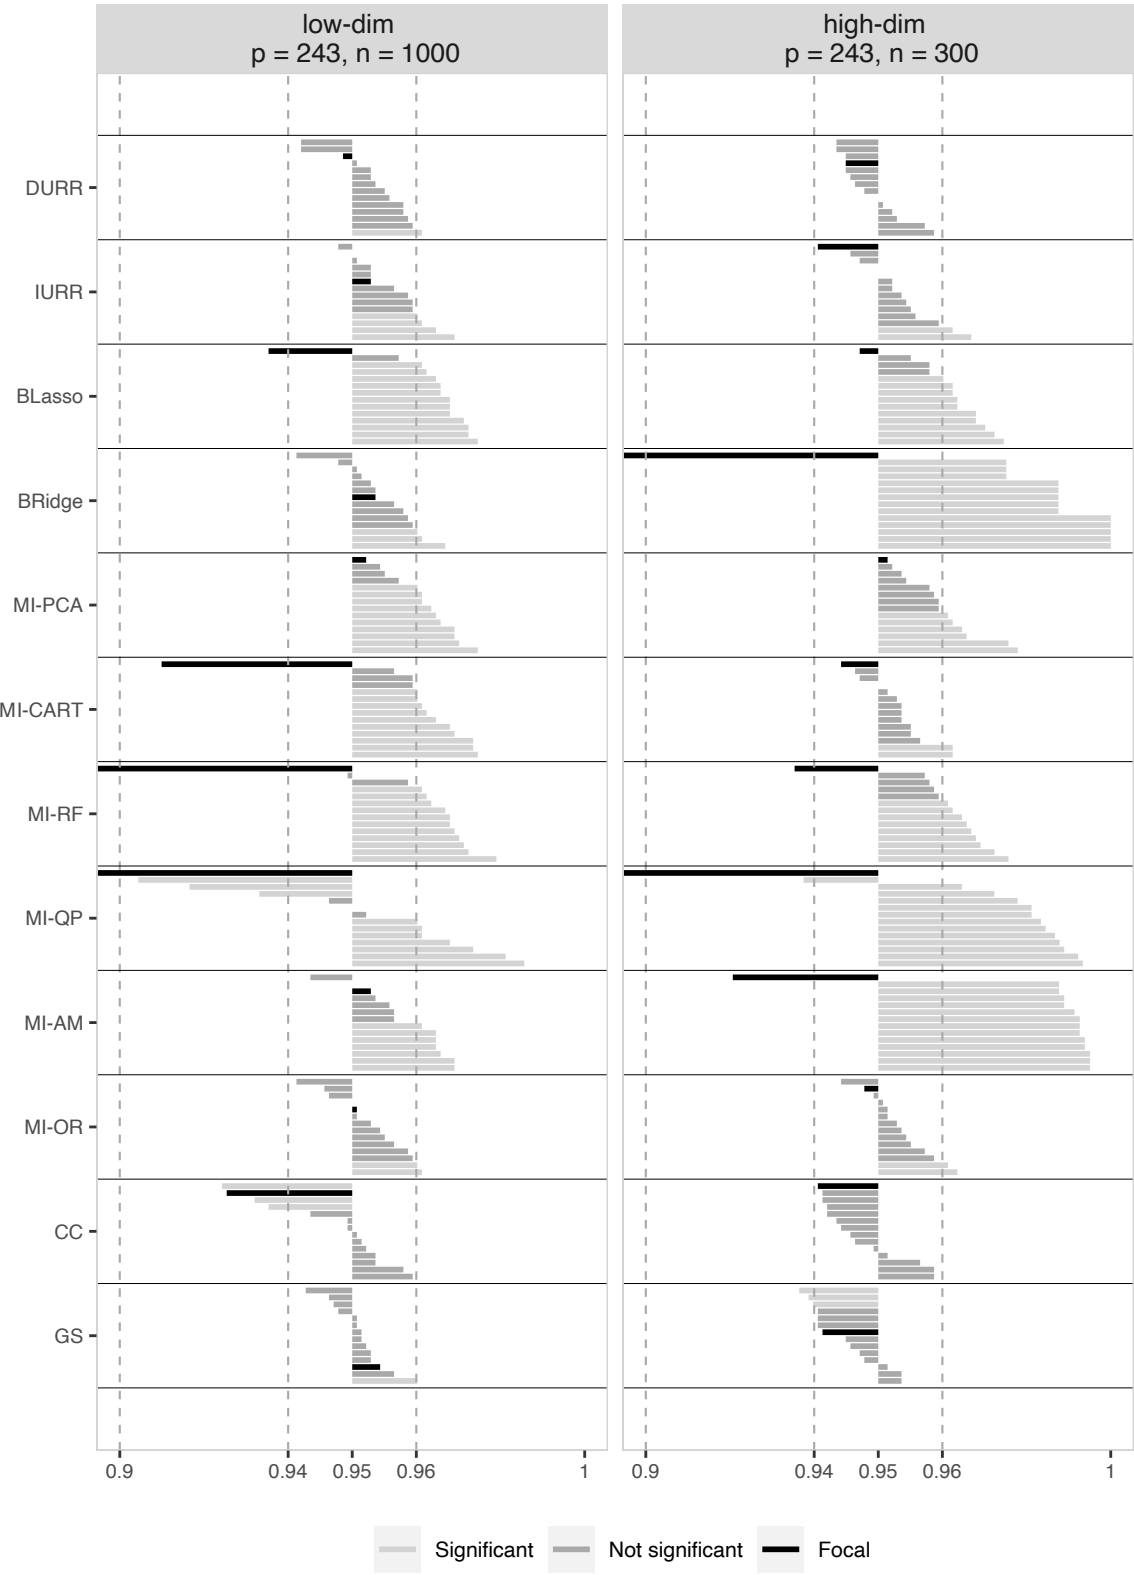 low-dim
p = 243, n = 1000
high-dim
p = 243, n = 300
DURR
IURR
BLasso
BRidge
MI-PCA
MI-CART
MI-RF
MI-QP
MI-AM
MI-OR
CC
GS
0.9 0.94 0.95 0.96 1
0.9 0.94 0.95 0.96 1
Significant Not significant Focal